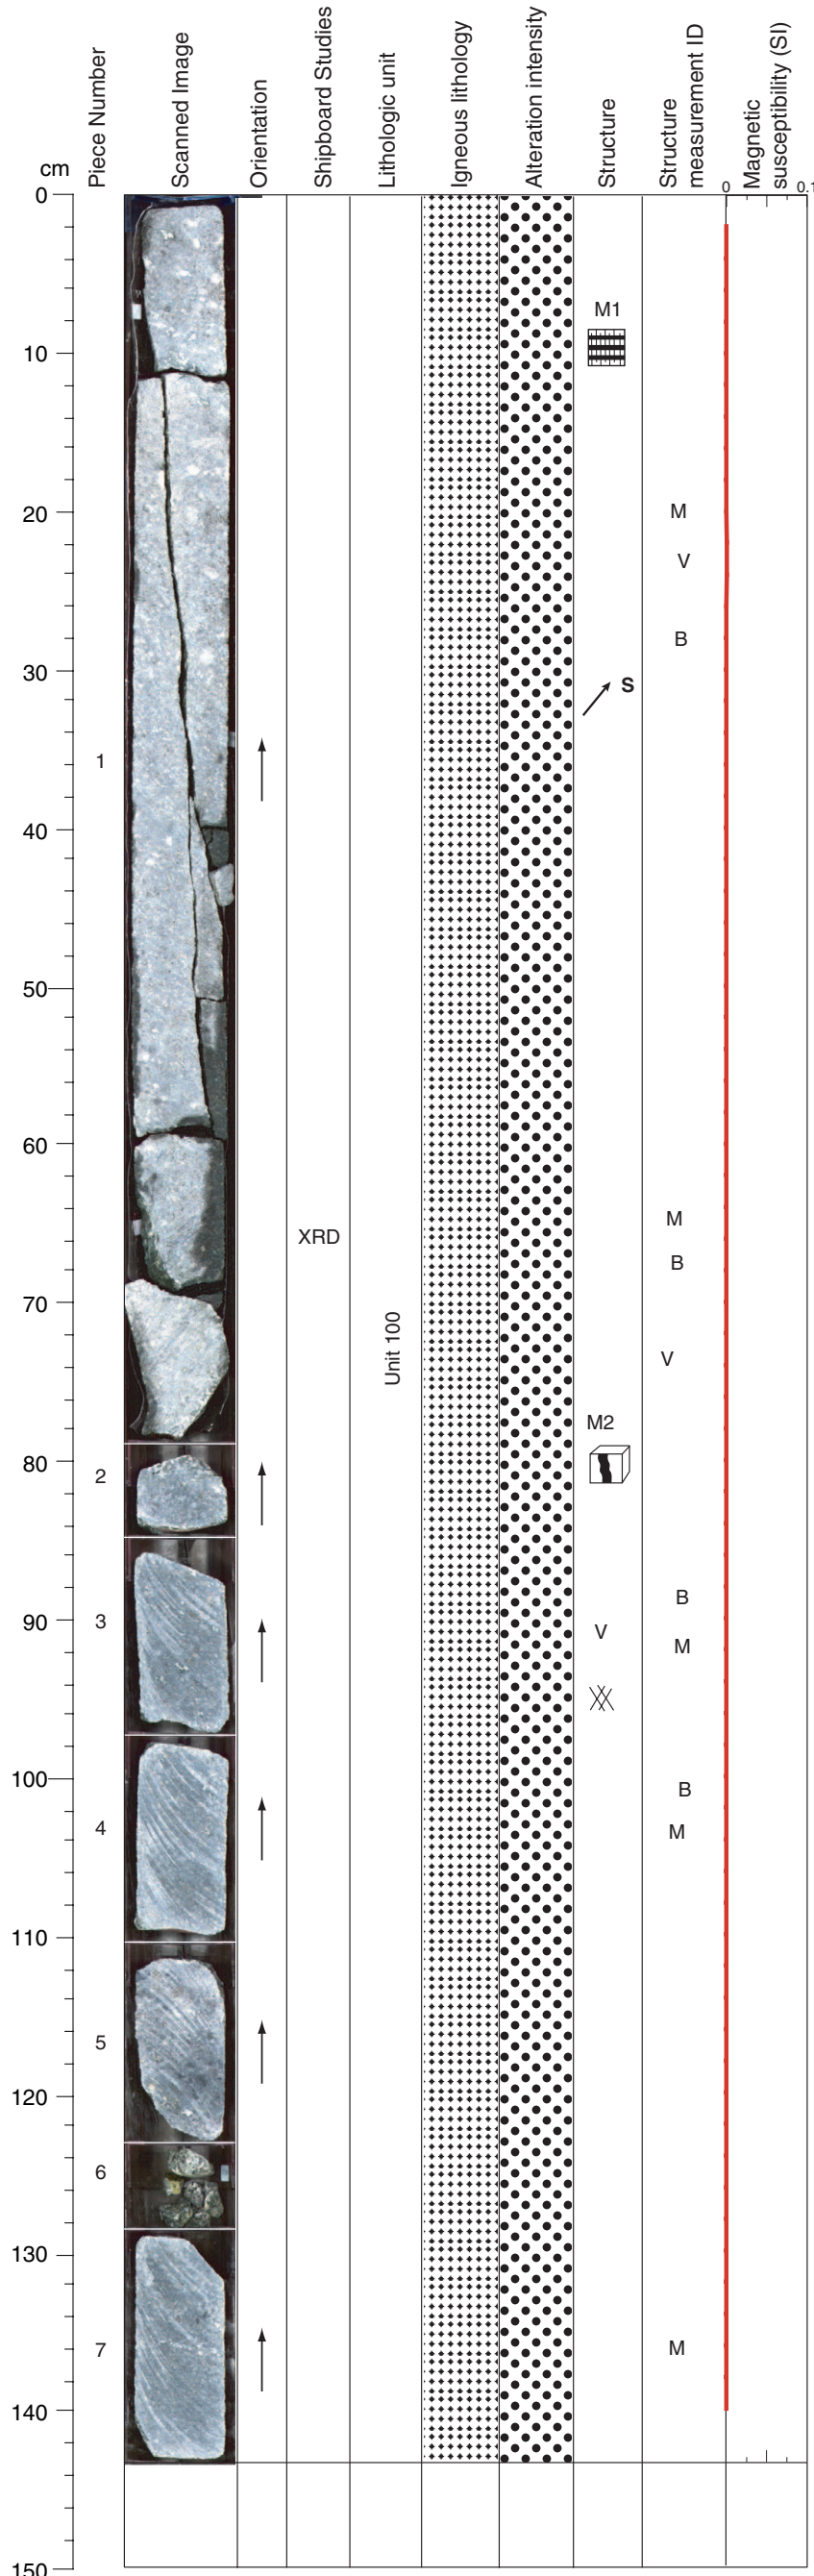 cm
Piece Number
Scanned Image
Orientation
Shipboard Studies
Lithologic unit
Igneous lithology
Alteration intensity
Structure
Structure
measurement ID
Magnetic
susceptibility (SI)
0
0.1
0
M1
10
20
M
V
B
30
S
1
40
50
60
M
XRD
B
70
Unit 100
V
M2
80
2
B
90
3
V
M
100
B
4
M
110
5
120
6
130
7
M
140
150